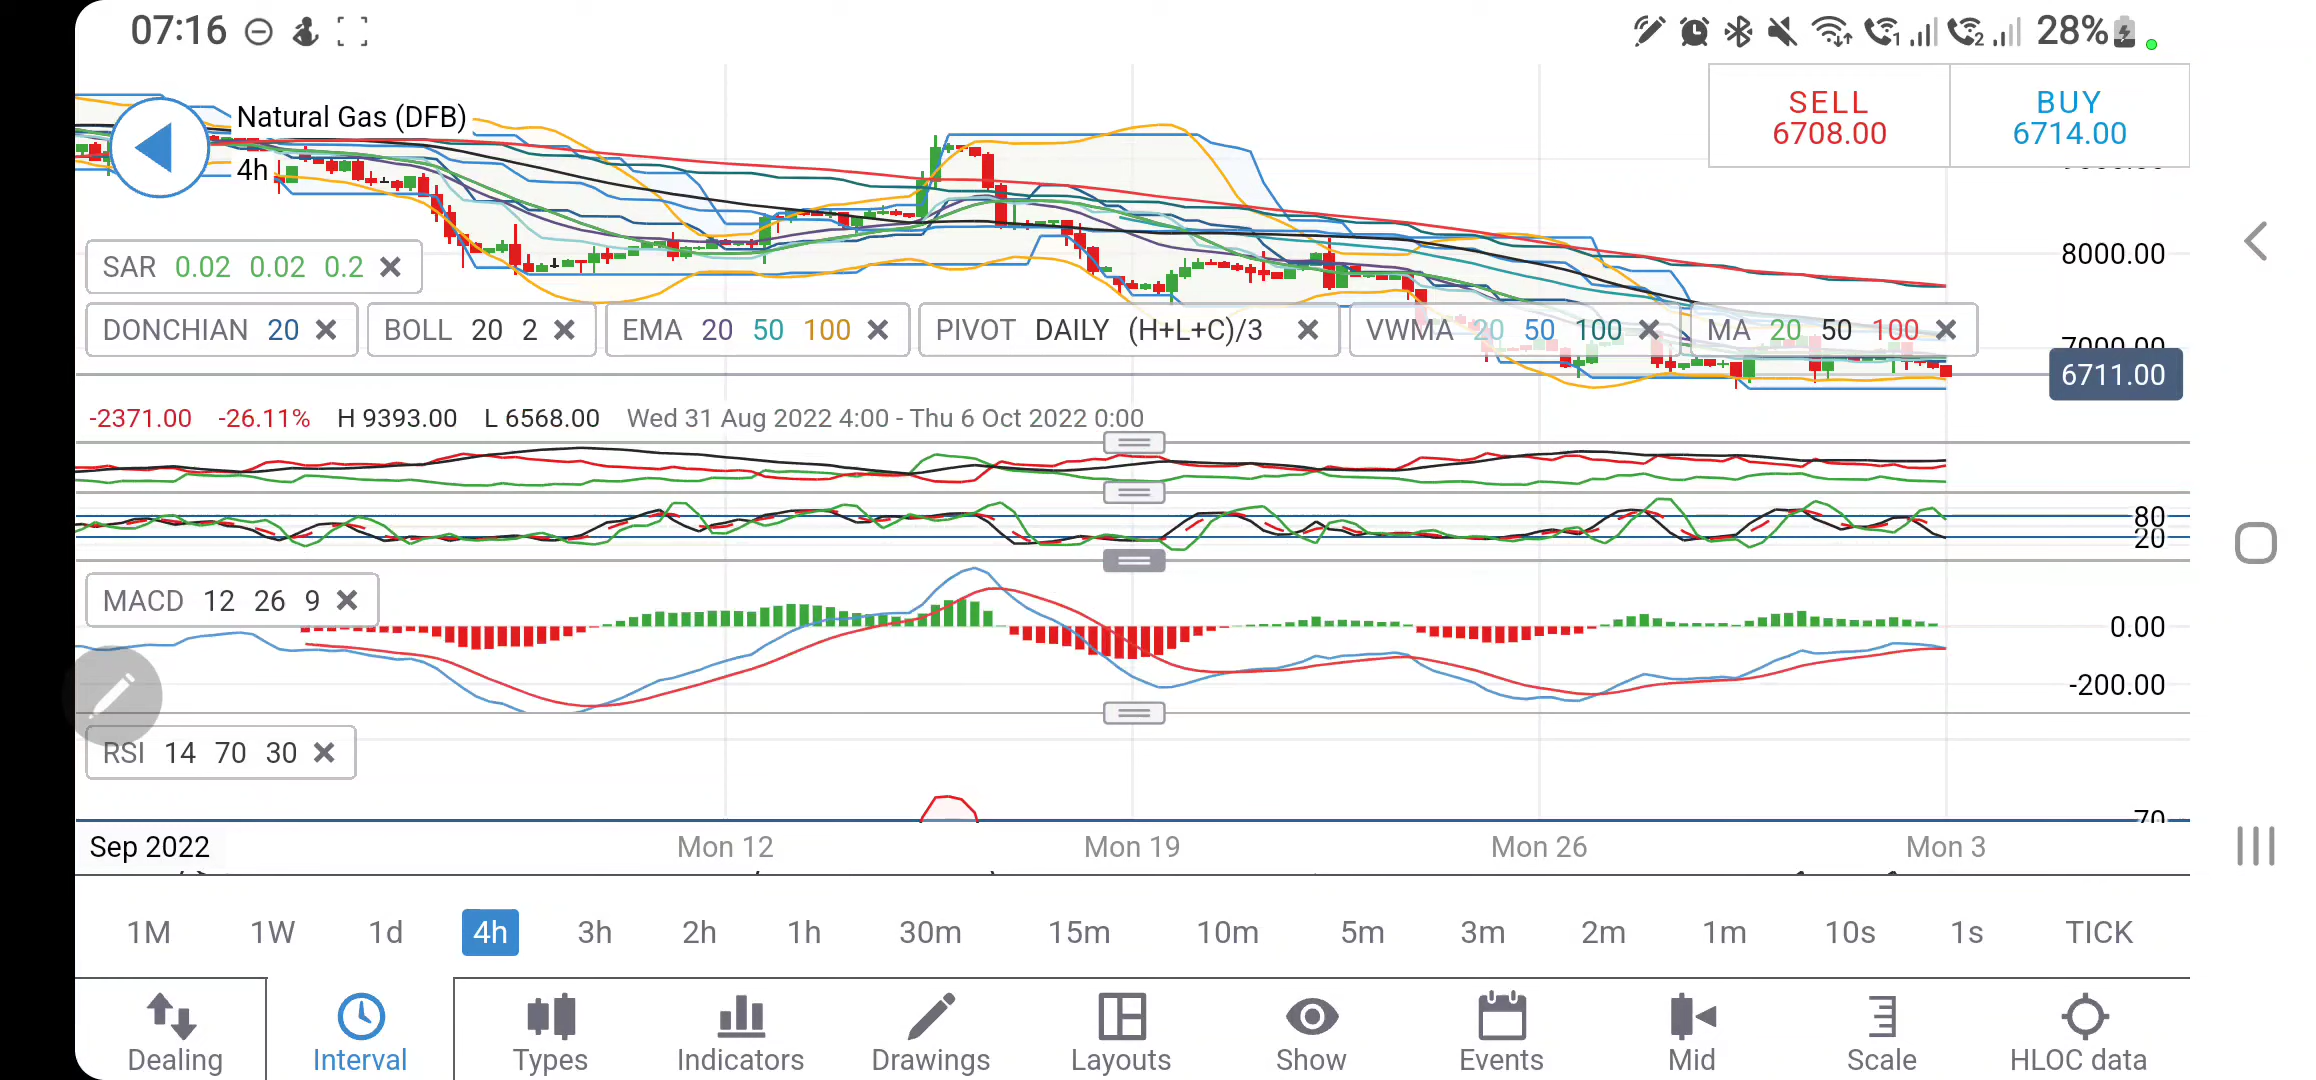 07:16
28%
Natural Gas (DFB)
SELL BUY
6708.00 6714.00
4h
8000.00
SAR 0.02 0.02 0.2
DONCHIAN 20 BOLL 20 2 EMA 20 50 100 PIVOT DAILY (H+L+C)/3 VWMA 20 50 100 MA 20 50 100
7000.00
6711.00
-2371.00 -26.11% H 9393.00 L 6568.00 Wed 31 Aug 2022 4:00 - Thu 6 Oct 2022 0:00
80
20
MACD 12 26 9
0.00
-200.00
RSI 14 70 30
70
Sep 2022 Mon 12 Mon 19 Mon 26 Mon 3
1M 1W 1d 4h 3h 2h 1h 30m 15m 10m 5m 3m 2m 1m 10s 1s TICK
Dealing Interval Types Indicators Drawings Layouts Show Events Mid Scale HLOC data